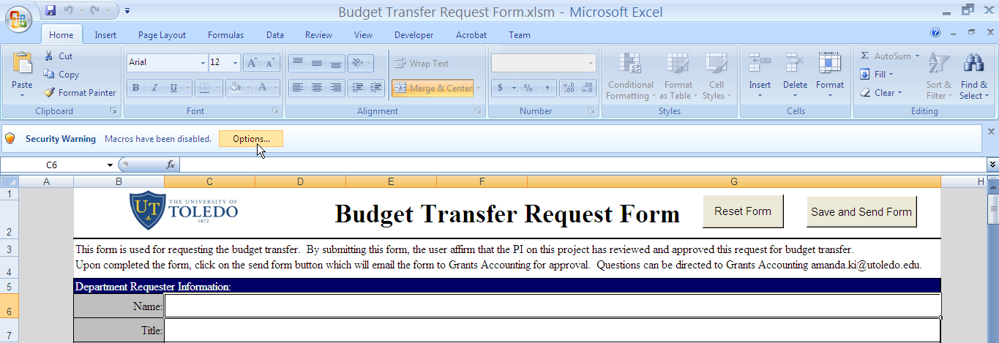 Budget Transfer Request Form.xlsm - Microsoft Excel
Home Insert Page Layout Formulas Data Review View Developer Acrobat Team
Paste
Cut
Copy
Format Painter
Clipboard
Arial 12 A A
B I U A
Font
Wrap Text
Merge & Center
Alignment
$ % , .00 .00
Number
Conditional Formatting
Format as Table
Cell Styles
Styles
Insert Delete Format
Cells
Σ AutoSum
Fill
Clear
Sort & Filter
Find & Select
Editing
Security Warning Macros have been disabled. Options...
C6 fx
A B C D E F G H
1
UT THE UNIVERSITY OF
TOLEDO
1872
Budget Transfer Request Form
Reset Form
Save and Send Form
2
3 This form is used for requesting the budget transfer. By submitting this form, the user affirm that the PI on this project has reviewed and approved this request for budget transfer.
4 Upon completed the form, click on the send form button which will email the form to Grants Accounting for approval. Questions can be directed to Grants Accounting amanda.ki@utoledo.edu.
5 Department Requester Information:
6 Name:
7 Title: